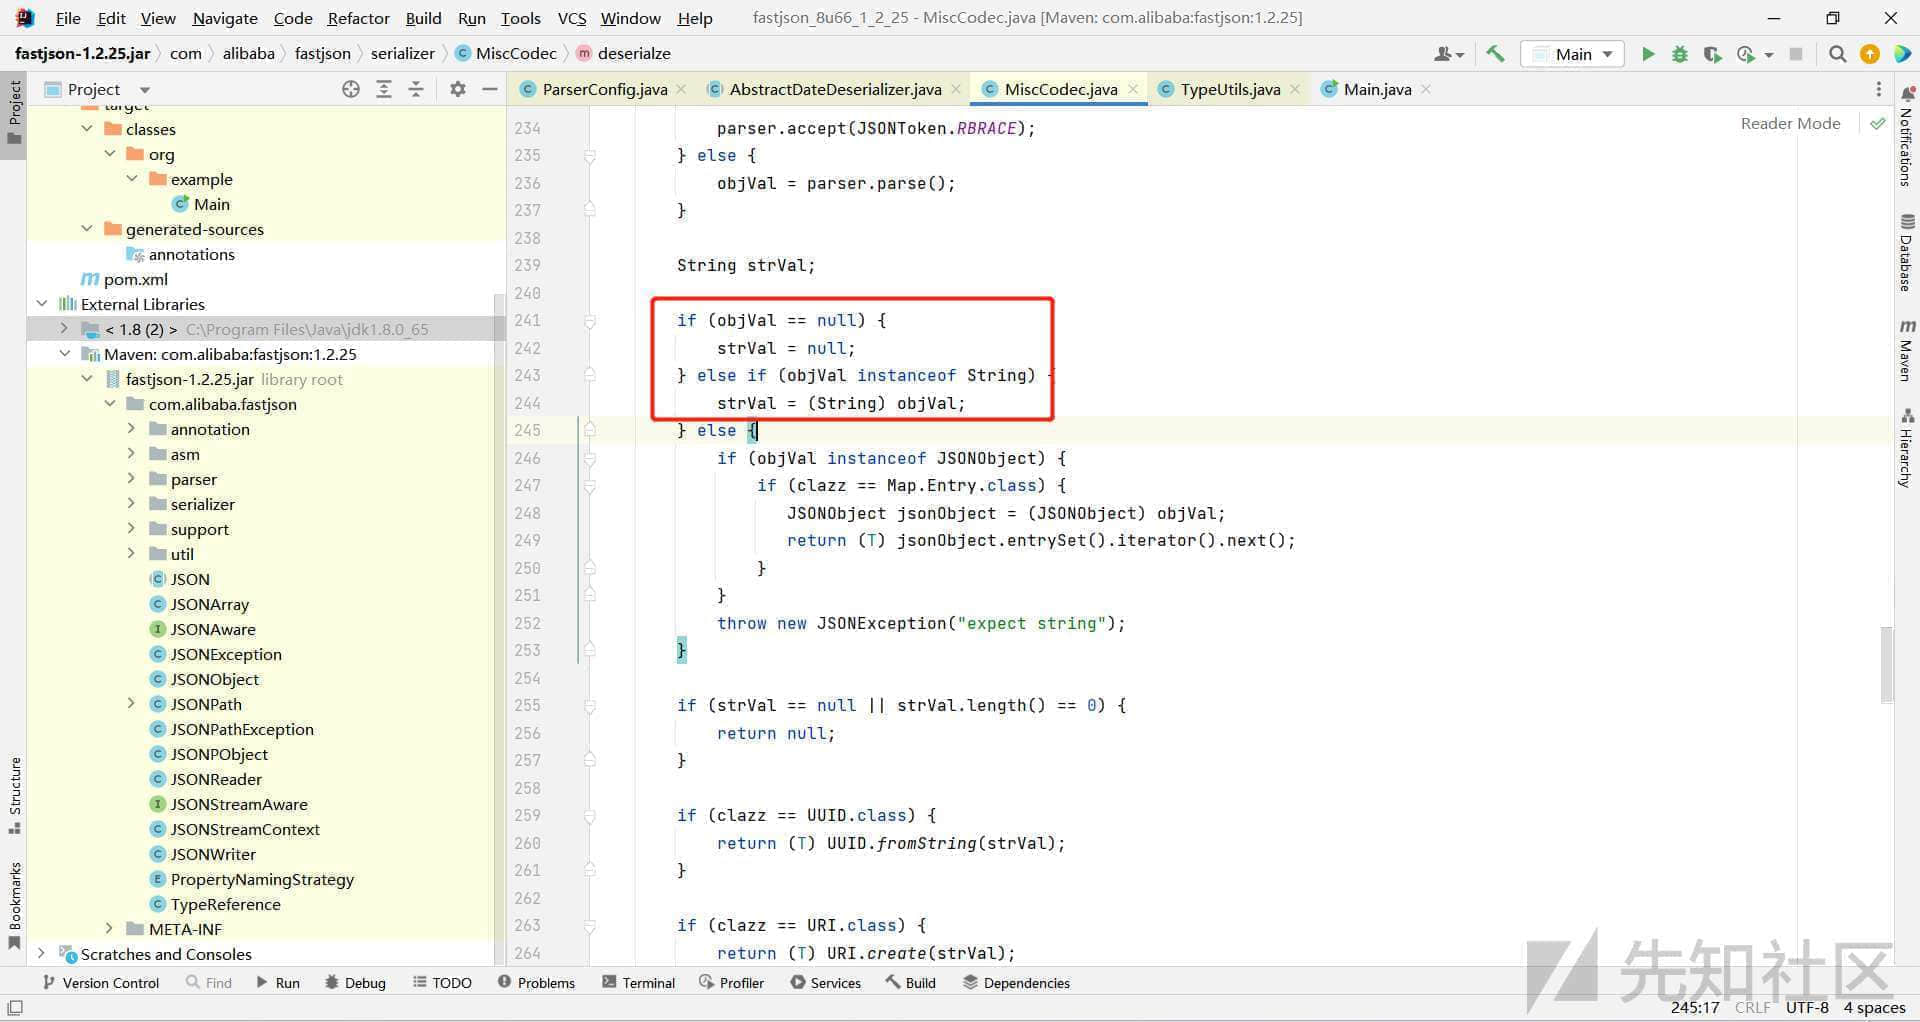 File Edit View Navigate Code Refactor Build Run Tools VCS Window Help fastjson_8u66_1_2_25 - MiscCodec.java [Maven: com.alibaba:fastjson:1.2.25]
fastjson-1.2.25.jar com alibaba fastjson serializer MiscCodec deserialze Main
Project ParserConfig.java AbstractDateDeserializer.java MiscCodec.java TypeUtils.java Main.java
Reader Mode
Project
Structure
Bookmarks
target
classes
org
example
Main
generated-sources
annotations
pom.xml
External Libraries
< 1.8 (2) > C:\Program Files\Java\jdk1.8.0_65
Maven: com.alibaba:fastjson:1.2.25
fastjson-1.2.25.jar library root
com.alibaba.fastjson
annotation
asm
parser
serializer
support
util
JSON
JSONArray
JSONAware
JSONException
JSONObject
JSONPath
JSONPathException
JSONPObject
JSONReader
JSONStreamAware
JSONStreamContext
JSONWriter
PropertyNamingStrategy
TypeReference
META-INF
Scratches and Consoles
234 parser.accept(JSONToken.RBRACE);
235 } else {
236 objVal = parser.parse();
237 }
238
239 String strVal;
240
241 if (objVal == null) {
242 strVal = null;
243 } else if (objVal instanceof String) {
244 strVal = (String) objVal;
245 } else {
246 if (objVal instanceof JSONObject) {
247 if (clazz == Map.Entry.class) {
248 JSONObject jsonObject = (JSONObject) objVal;
249 return (T) jsonObject.entrySet().iterator().next();
250 }
251 }
252 throw new JSONException("expect string");
253 }
254
255 if (strVal == null || strVal.length() == 0) {
256 return null;
257 }
258
259 if (clazz == UUID.class) {
260 return (T) UUID.fromString(strVal);
261 }
262
263 if (clazz == URI.class) {
264 return (T) URI.create(strVal);
Notifications
Database
Maven
Hierarchy
先知社区
Version Control Find Run Debug TODO Problems Terminal Profiler Services Build Dependencies
245:17 CRLF UTF-8 4 spaces